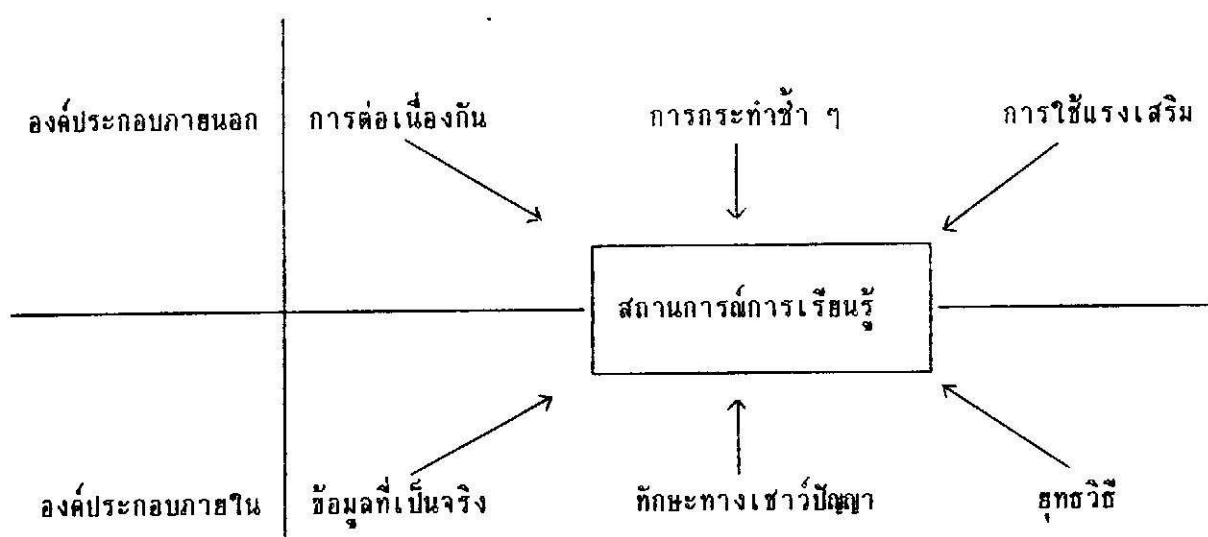 องค์ประกอบภายนอก การต่อเนื่องกัน การกระทำซ้ำ ๆ การใช้แรงเสริม
สถานการณ์การเรียนรู้
องค์ประกอบภายใน ข้อมูลที่เป็นจริง ทักษะทางเชาว์ปัญญา ยุทธวิธี